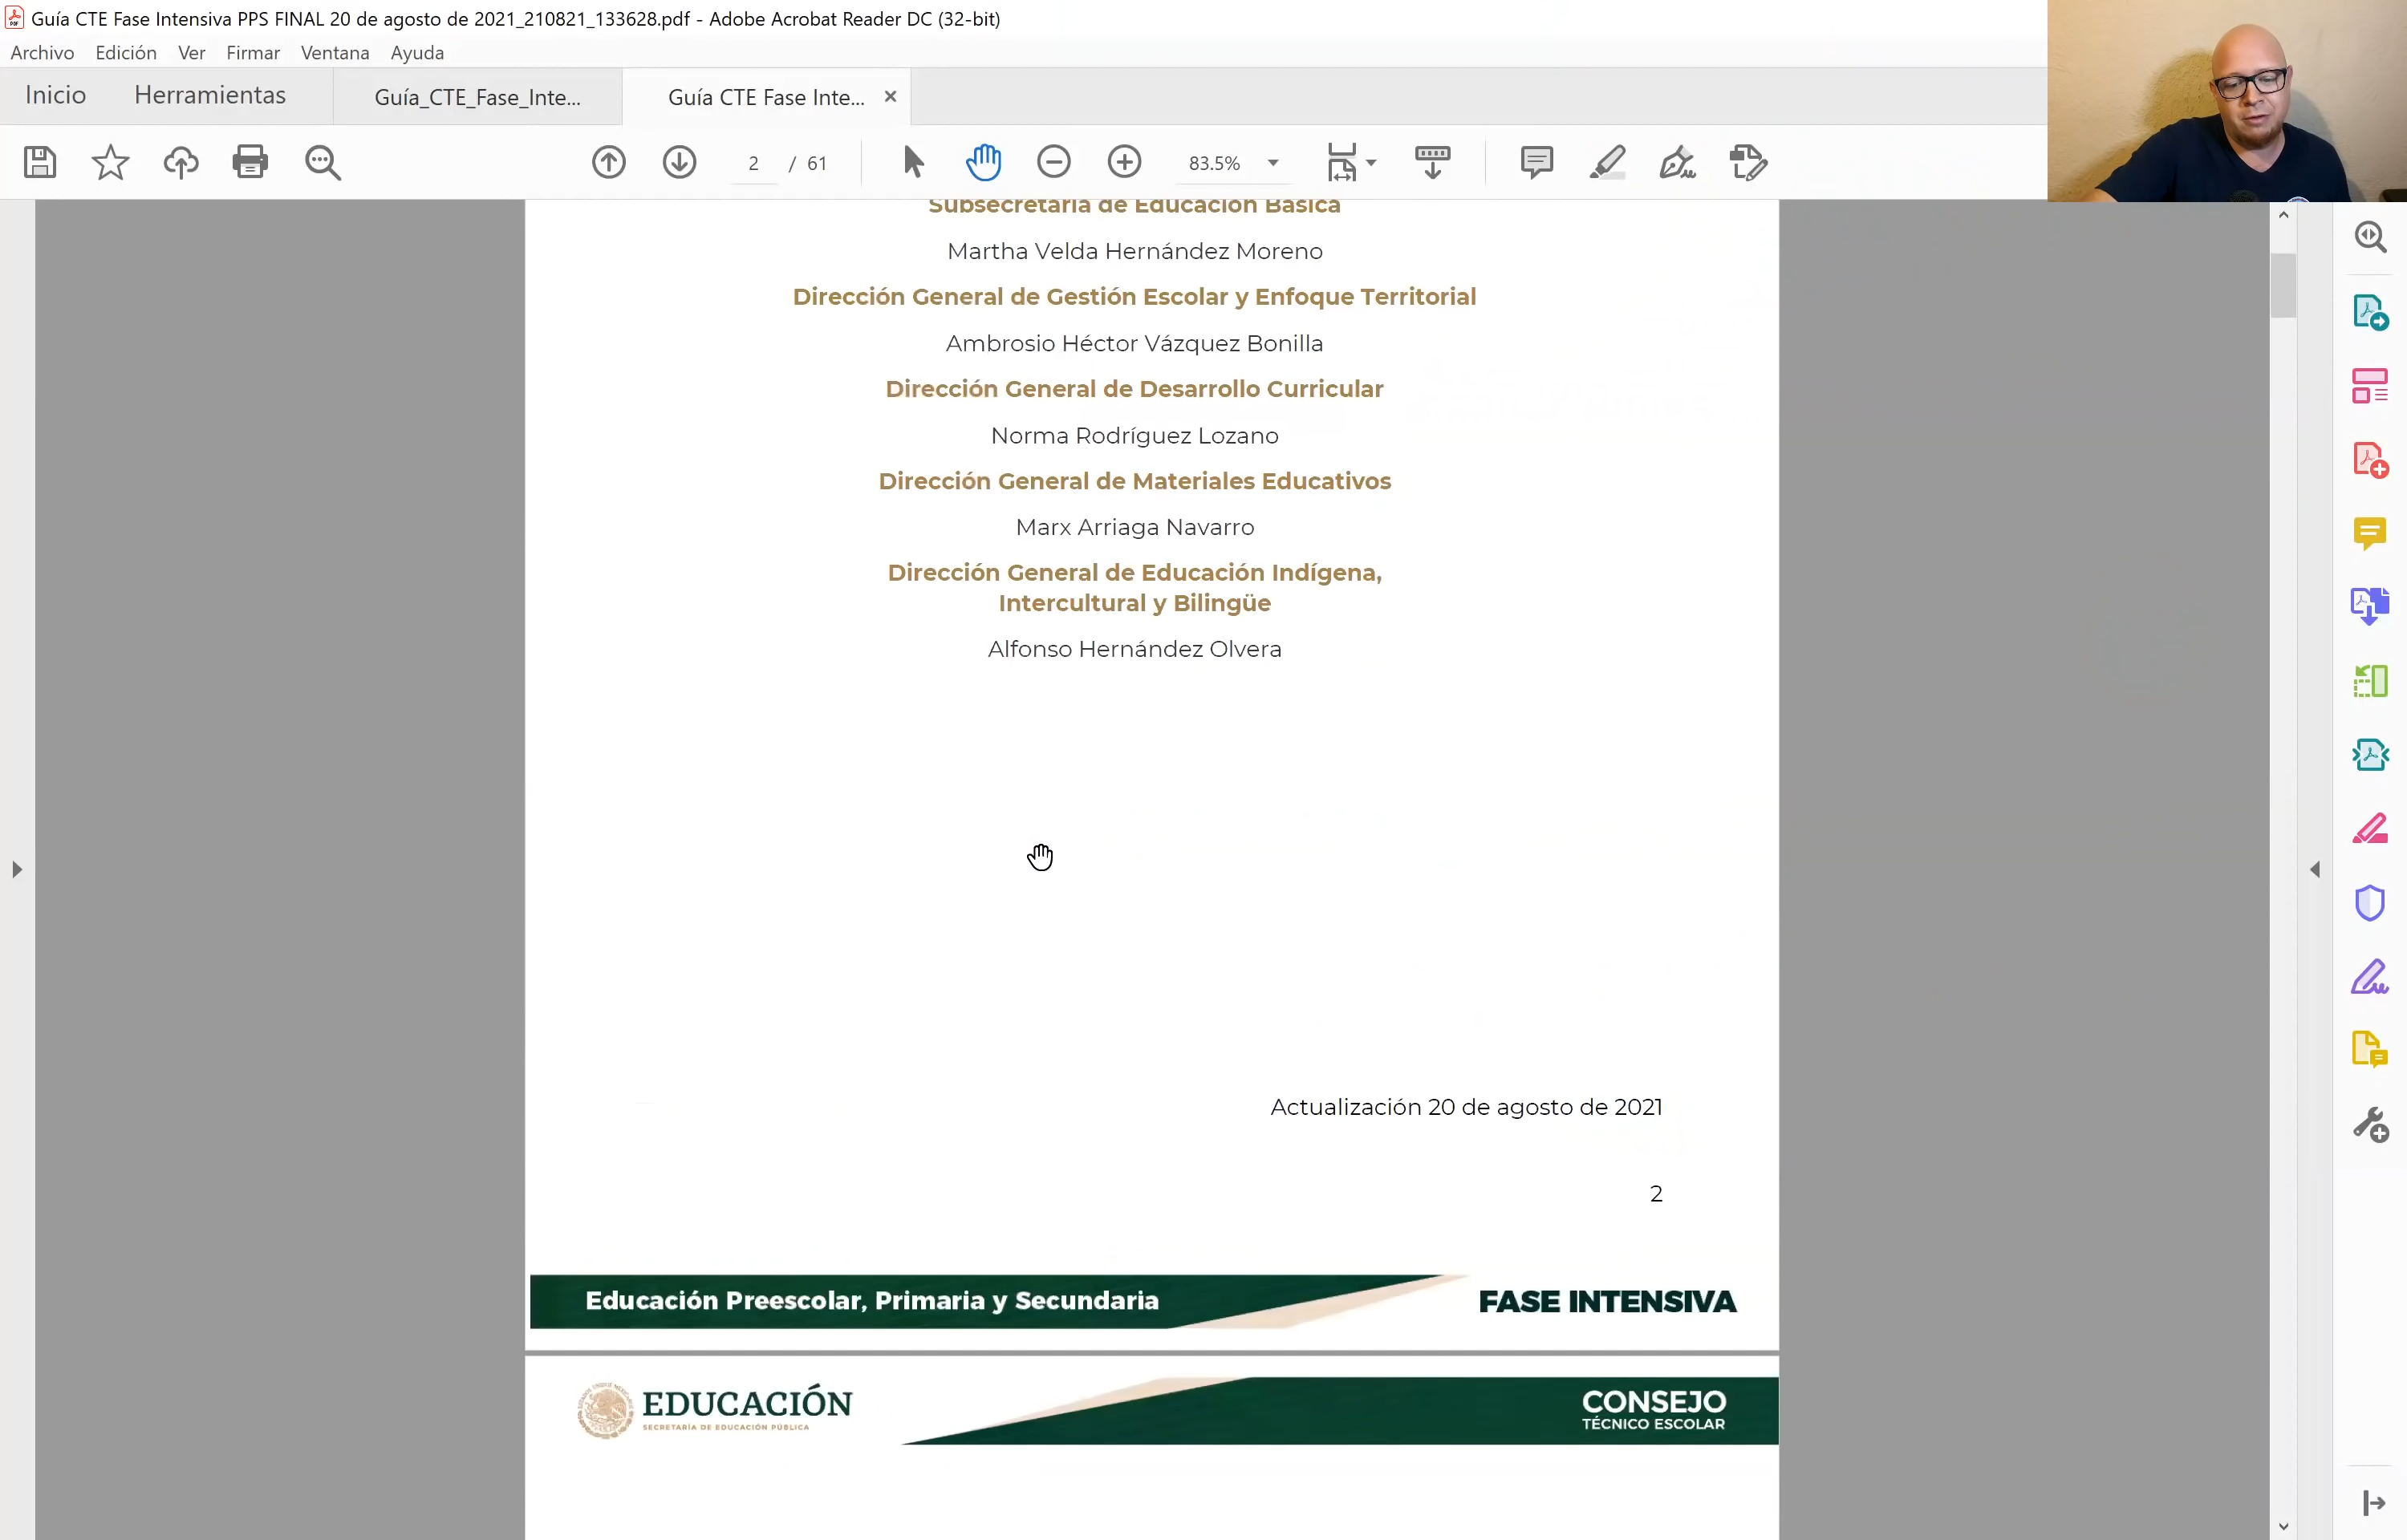 Guía CTE Fase Intensiva PPS FINAL 20 de agosto de 2021_210821_133628.pdf - Adobe Acrobat Reader DC (32-bit)
Archivo Edición Ver Firmar Ventana Ayuda
Inicio Herramientas Guía_CTE_Fase_Inte... Guía CTE Fase Inte...
2 / 61 83.5%
Subsecretaría de Educación Básica
Martha Velda Hernández Moreno
Dirección General de Gestión Escolar y Enfoque Territorial
Ambrosio Héctor Vázquez Bonilla
Dirección General de Desarrollo Curricular
Norma Rodríguez Lozano
Dirección General de Materiales Educativos
Marx Arriaga Navarro
Dirección General de Educación Indígena,
Intercultural y Bilingüe
Alfonso Hernández Olvera
Actualización 20 de agosto de 2021
2
Educación Preescolar, Primaria y Secundaria FASE INTENSIVA
EDUCACIÓN
SECRETARÍA DE EDUCACIÓN PÚBLICA
CONSEJO
TÉCNICO ESCOLAR